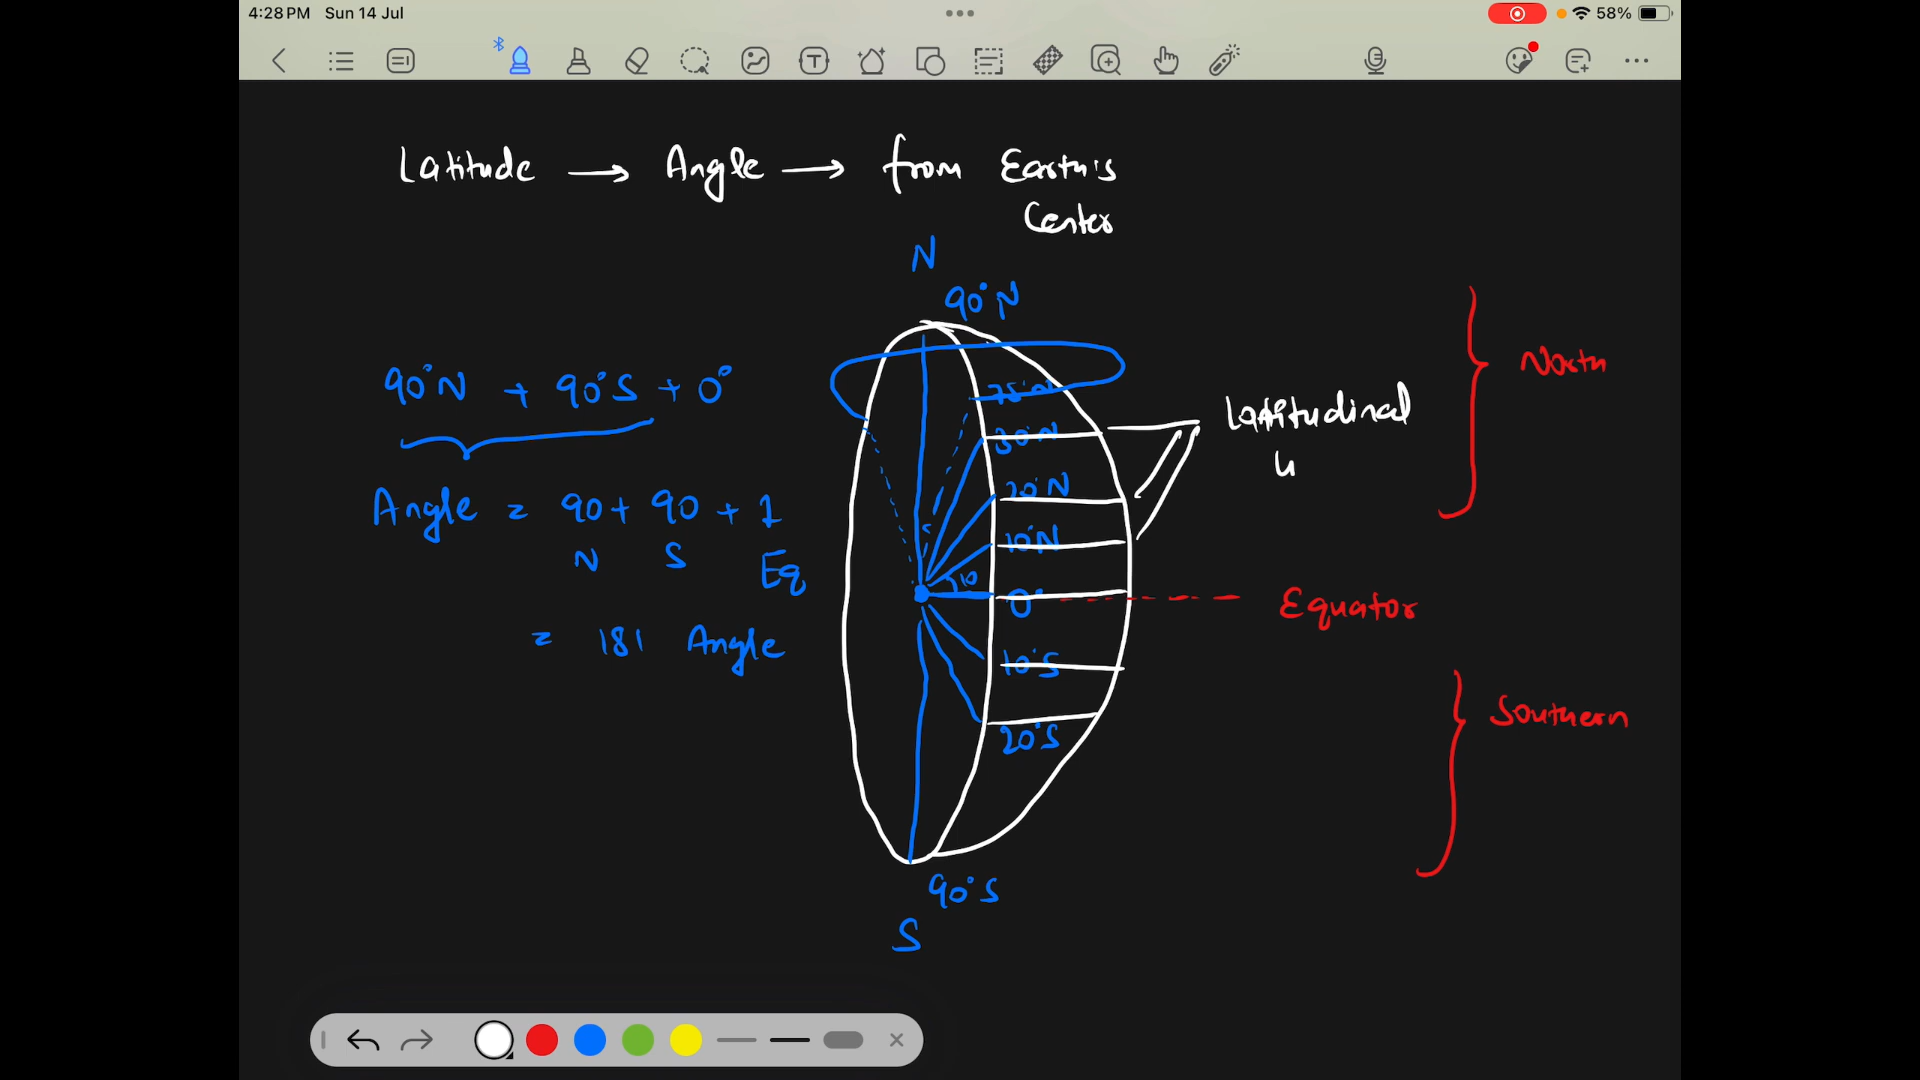 4:28 PM Sun 14 Jul
58%
Latitude → Angle → from Earth's
Center
N
90°N
90°N + 90°S + 0°
75°N
30°N
20°N
10°N
10
0°
10°S
20°S
90°S
S
Angle = 90 + 90 + 1
N S Eq
= 181 Angle
Latitudinal
North
Equator
Southern